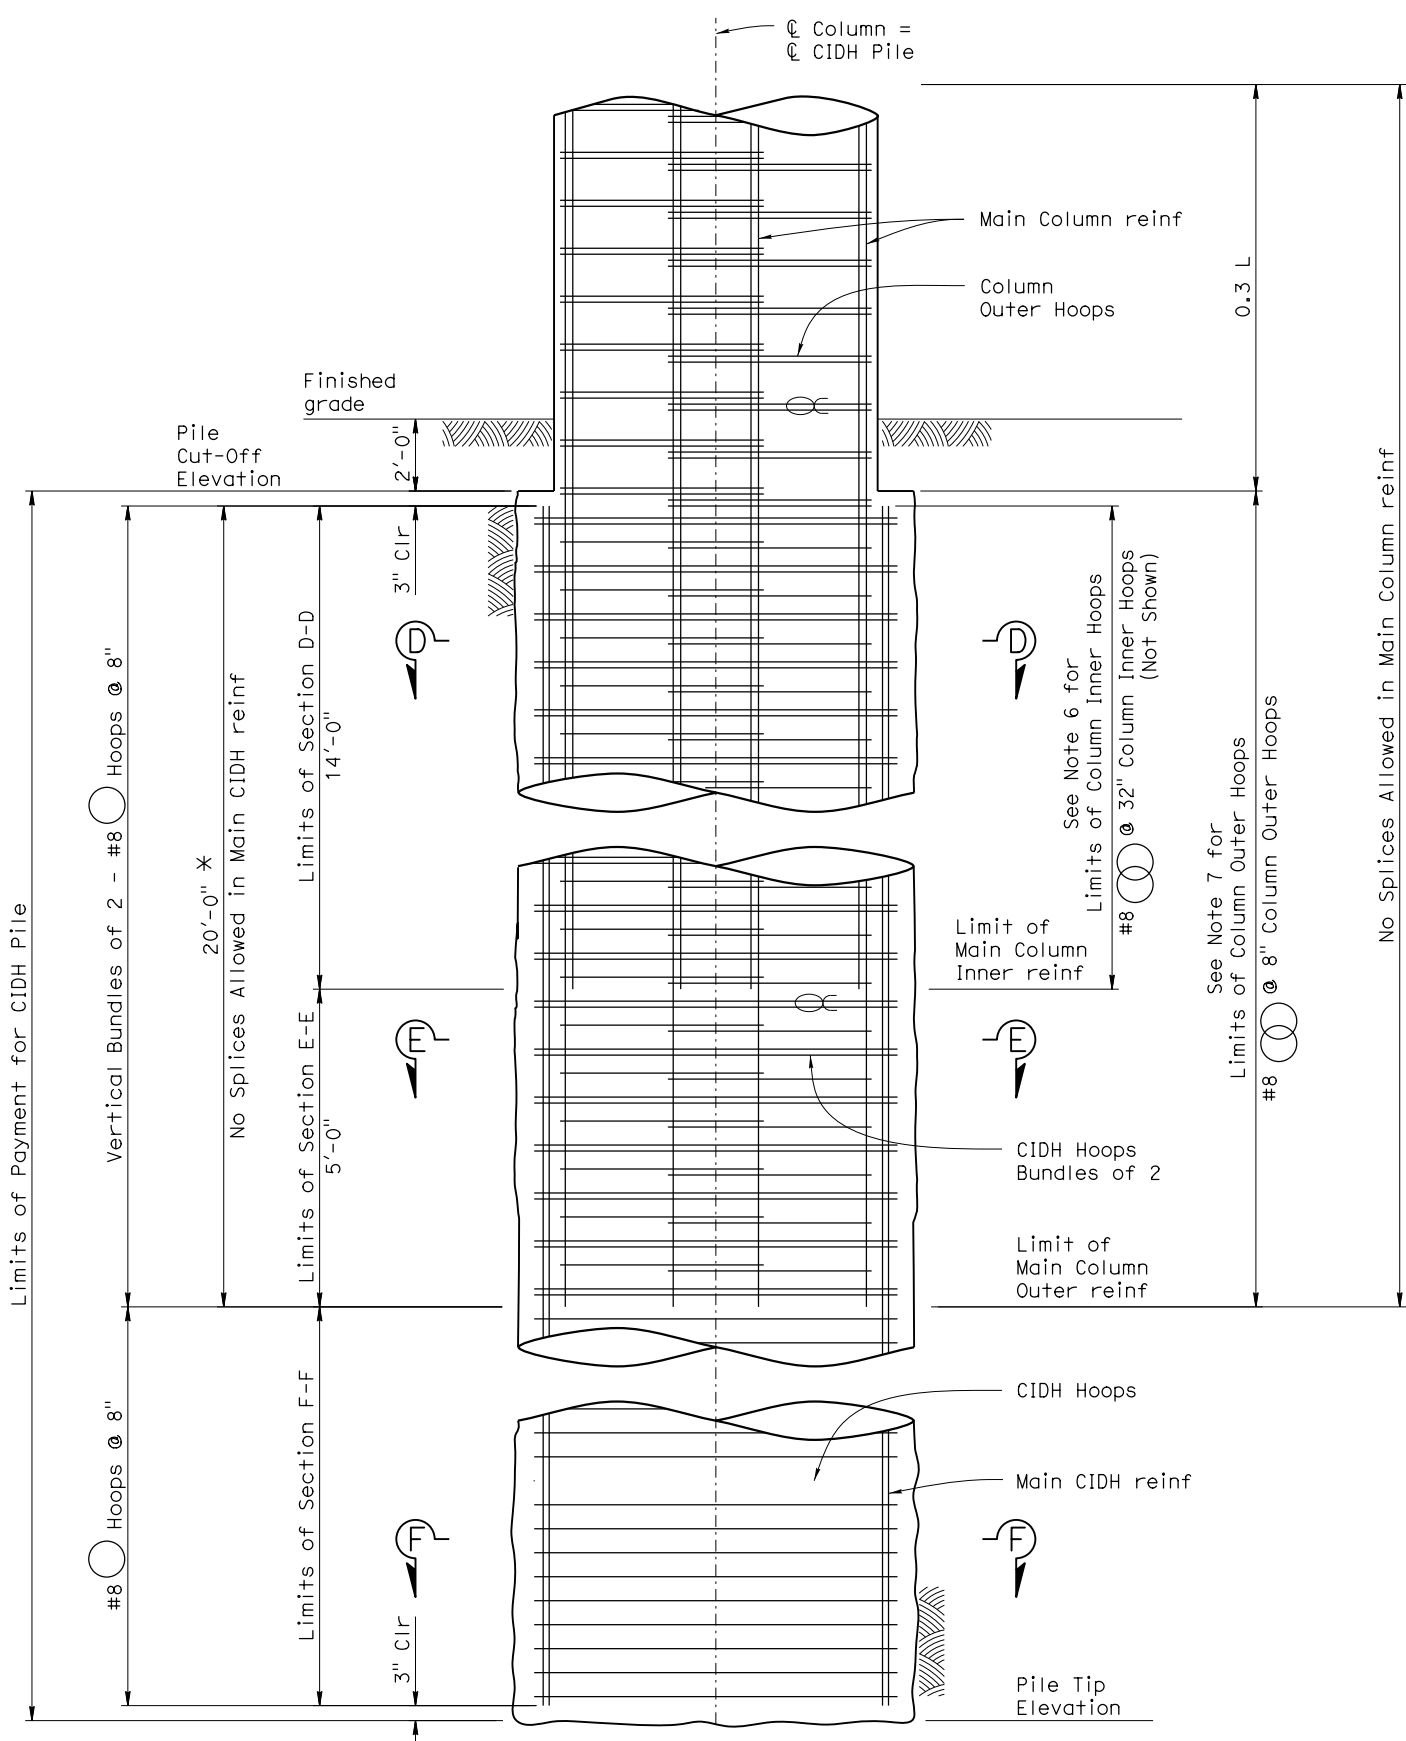 ℄ Column =
℄ CIDH Pile
Main Column reinf
Column
Outer Hoops
0.3 L
Finished
grade
Pile
Cut-Off
Elevation
2'-0"
3" Clr
Limits of Payment for CIDH Pile
Vertical Bundles of 2 - #8 Hoops @ 8"
20'-0" *
No Splices Allowed in Main CIDH reinf
Limits of Section D-D
14'-0"
D
D
See Note 6 for
Limits of Column Inner Hoops
#8 @ 32" Column Inner Hoops
(Not Shown)
See Note 7 for
Limits of Column Outer Hoops
#8 @ 8" Column Outer Hoops
No Splices Allowed in Main Column reinf
Limit of
Main Column
Inner reinf
Limits of Section E-E
5'-0"
E
E
CIDH Hoops
Bundles of 2
Limit of
Main Column
Outer reinf
#8 Hoops @ 8"
Limits of Section F-F
CIDH Hoops
Main CIDH reinf
F
F
3" Clr
Pile Tip
Elevation